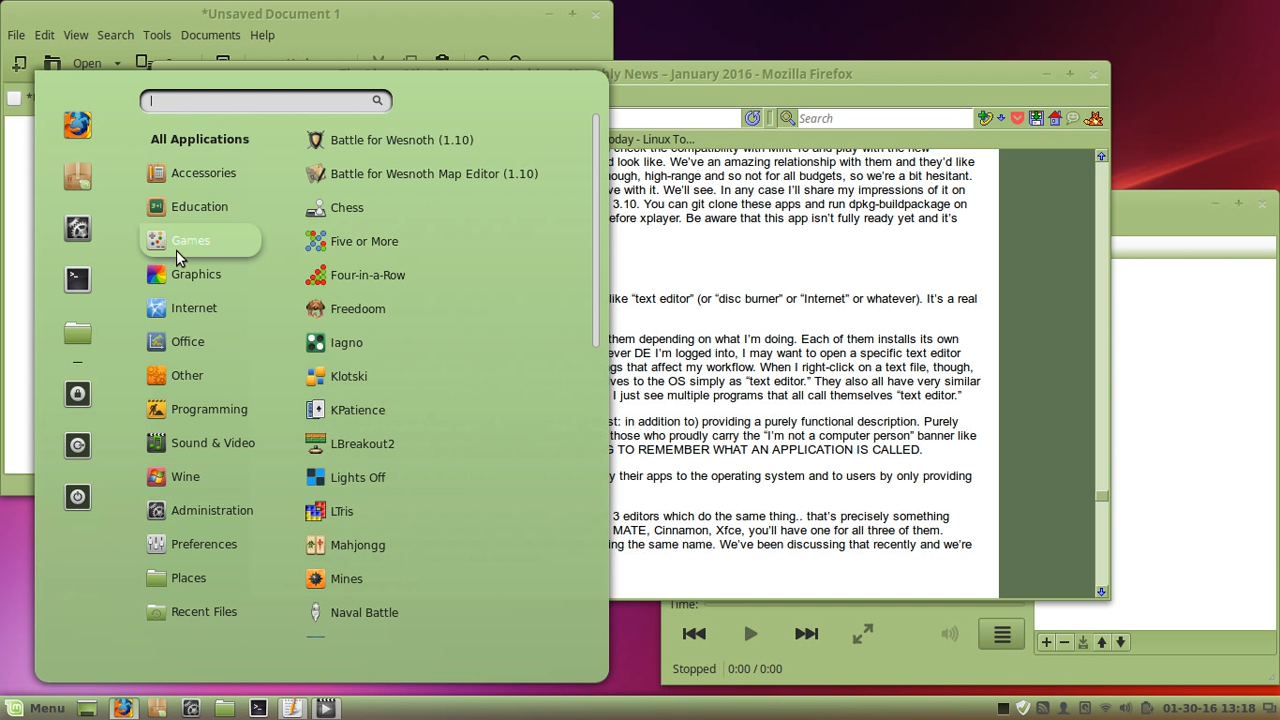 *Unsaved Document 1
File Edit View Search Tools Documents Help
Open
hly News – January 2016 - Mozilla Firefox
Search
oday - Linux To...
All Applications
Accessories
Education
Games
Graphics
Internet
Office
Other
Programming
Sound & Video
Wine
Administration
Preferences
Places
Recent Files
Battle for Wesnoth (1.10)
Battle for Wesnoth Map Editor (1.10)
Chess
Five or More
Four-in-a-Row
Freedoom
Iagno
Klotski
KPatience
LBreakout2
Lights Off
LTris
Mahjongg
Mines
Naval Battle
look like. We've an amazing relationship with them and they'd like
ough, high-range and so not for all budgets, so we're a bit hesitant.
ve with it. We'll see. In any case I'll share my impressions of it on
3.10. You can git clone these apps and run dpkg-buildpackage on
efore xplayer. Be aware that this app isn't fully ready yet and it's
like “text editor” (or “disc burner” or “Internet” or whatever). It's a real
them depending on what I'm doing. Each of them installs its own
ever DE I'm logged into, I may want to open a specific text editor
gs that affect my workflow. When I right-click on a text file, though,
ves to the OS simply as “text editor.” They also all have very similar
I just see multiple programs that all call themselves “text editor.”
st: in addition to) providing a purely functional description. Purely
those who proudly carry the “I'm not a computer person” banner like
G TO REMEMBER WHAT AN APPLICATION IS CALLED.
y their apps to the operating system and to users by only providing
3 editors which do the same thing.. that's precisely something
MATE, Cinnamon, Xfce, you'll have one for all three of them.
ing the same name. We've been discussing that recently and we're
Time:
Stopped 0:00 / 0:00
Menu
01-30-16 13:18